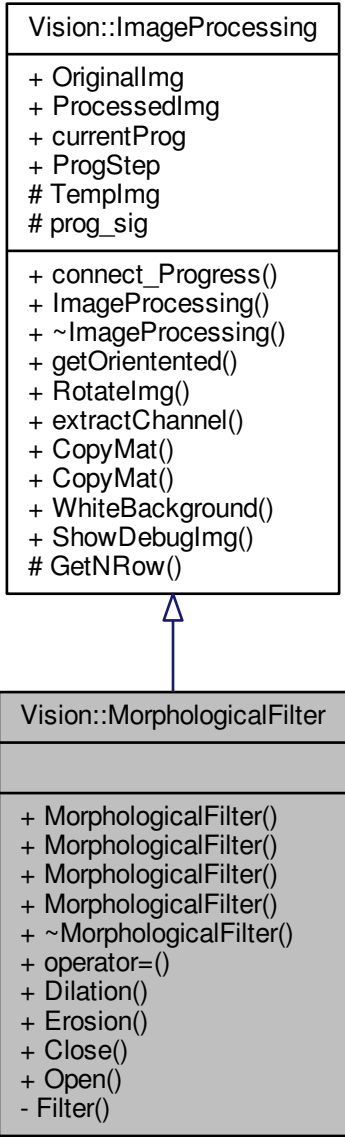 Vision::ImageProcessing
+ OriginalImg
+ ProcessedImg
+ currentProg
+ ProgStep
# TempImg
# prog_sig
+ connect_Progress()
+ ImageProcessing()
+ ~ImageProcessing()
+ getOrientented()
+ RotateImg()
+ extractChannel()
+ CopyMat()
+ CopyMat()
+ WhiteBackground()
+ ShowDebugImg()
# GetNRow()
Vision::MorphologicalFilter
+ MorphologicalFilter()
+ MorphologicalFilter()
+ MorphologicalFilter()
+ MorphologicalFilter()
+ ~MorphologicalFilter()
+ operator=()
+ Dilation()
+ Erosion()
+ Close()
+ Open()
- Filter()